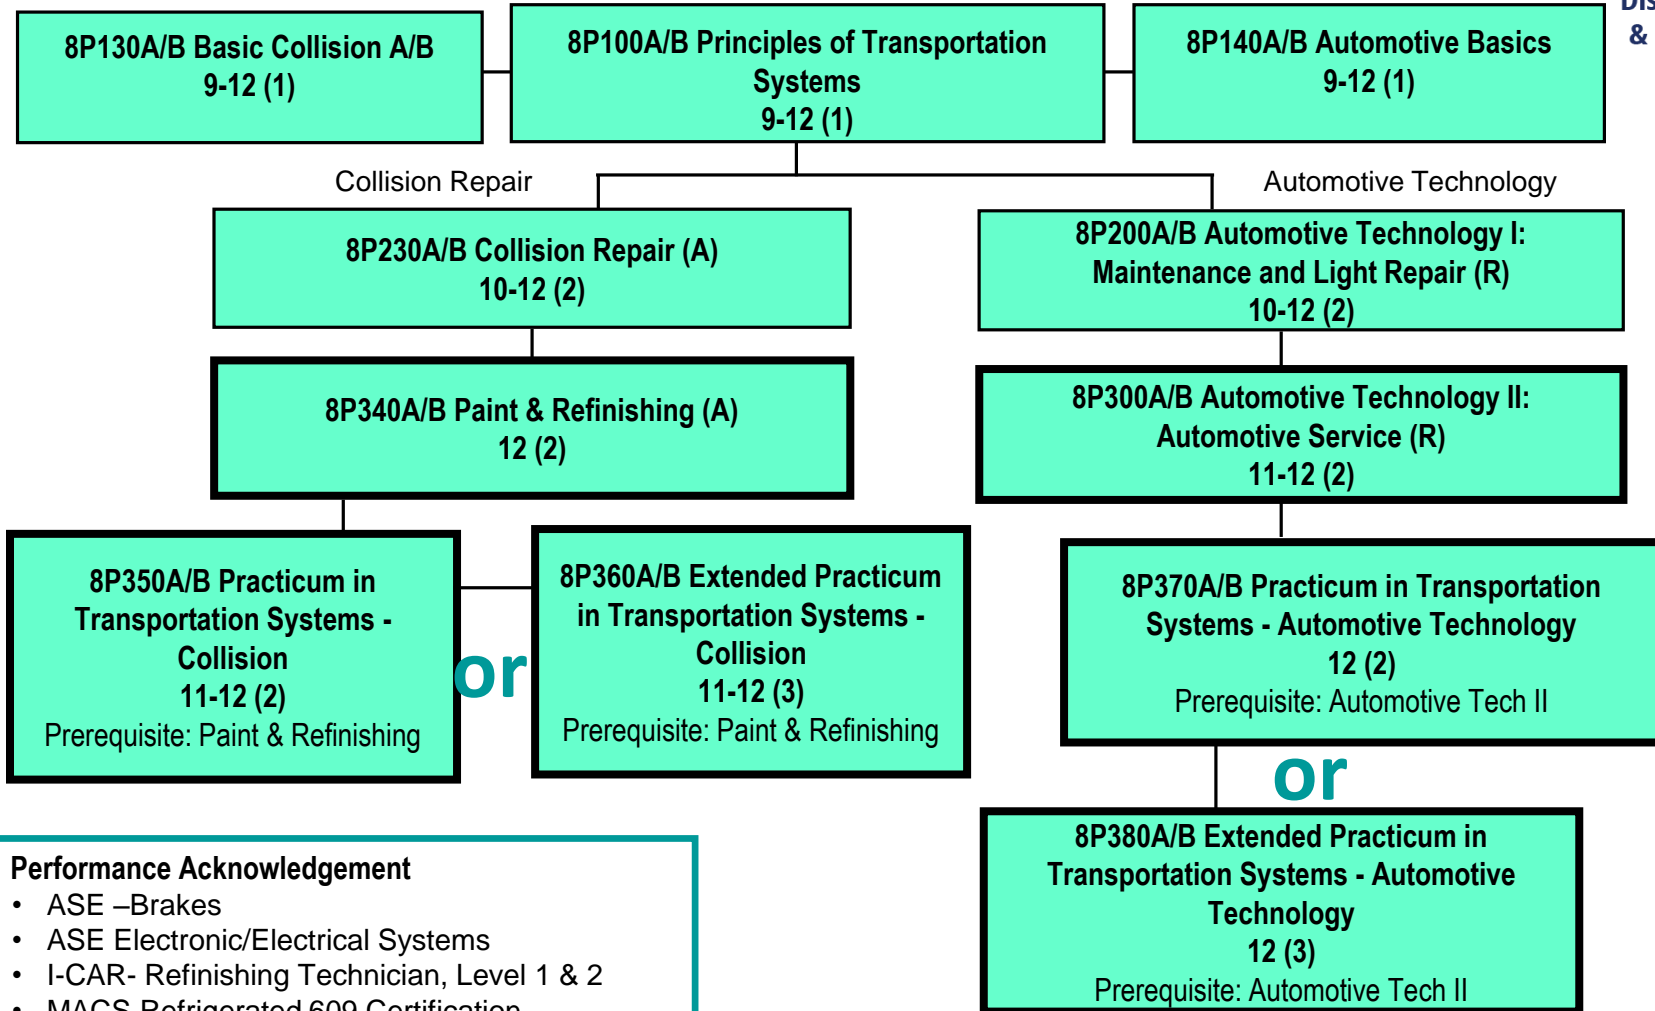 8P130A/B Basic Collision A/B
9-12 (1)
8P100A/B Principles of Transportation
Systems
9-12 (1)
8P140A/B Automotive Basics
9-12 (1)
&
Collision Repair
Automotive Technology
8P230A/B Collision Repair (A)
10-12 (2)
8P200A/B Automotive Technology I:
Maintenance and Light Repair (R)
10-12 (2)
8P340A/B Paint & Refinishing (A)
12 (2)
8P300A/B Automotive Technology II:
Automotive Service (R)
11-12 (2)
8P350A/B Practicum in
Transportation Systems -
Collision
11-12 (2)
Prerequisite: Paint & Refinishing
or
8P360A/B Extended Practicum
in Transportation Systems -
Collision
11-12 (3)
Prerequisite: Paint & Refinishing
8P370A/B Practicum in Transportation
Systems - Automotive Technology
12 (2)
Prerequisite: Automotive Tech II
or
8P380A/B Extended Practicum in
Transportation Systems - Automotive
Technology
12 (3)
Prerequisite: Automotive Tech II
Performance Acknowledgement
• ASE –Brakes
• ASE Electronic/Electrical Systems
• I-CAR- Refinishing Technician, Level 1 & 2
• MACS Refrigerated 609 Certification